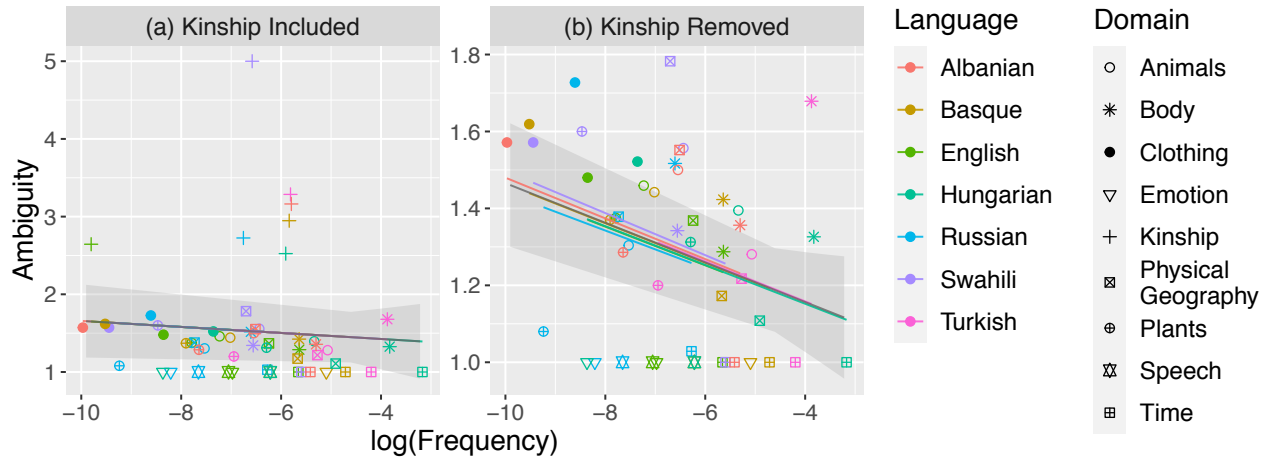 (a) Kinship Included
(b) Kinship Removed
Ambiguity
5
4
3
2
1
−10
−8
−6
−4
1.8
1.6
1.4
1.2
1.0
−10
−8
−6
−4
log(Frequency)
Language
Albanian
Basque
English
Hungarian
Russian
Swahili
Turkish
Domain
Animals
Body
Clothing
Emotion
Kinship
Physical
Geography
Plants
Speech
Time